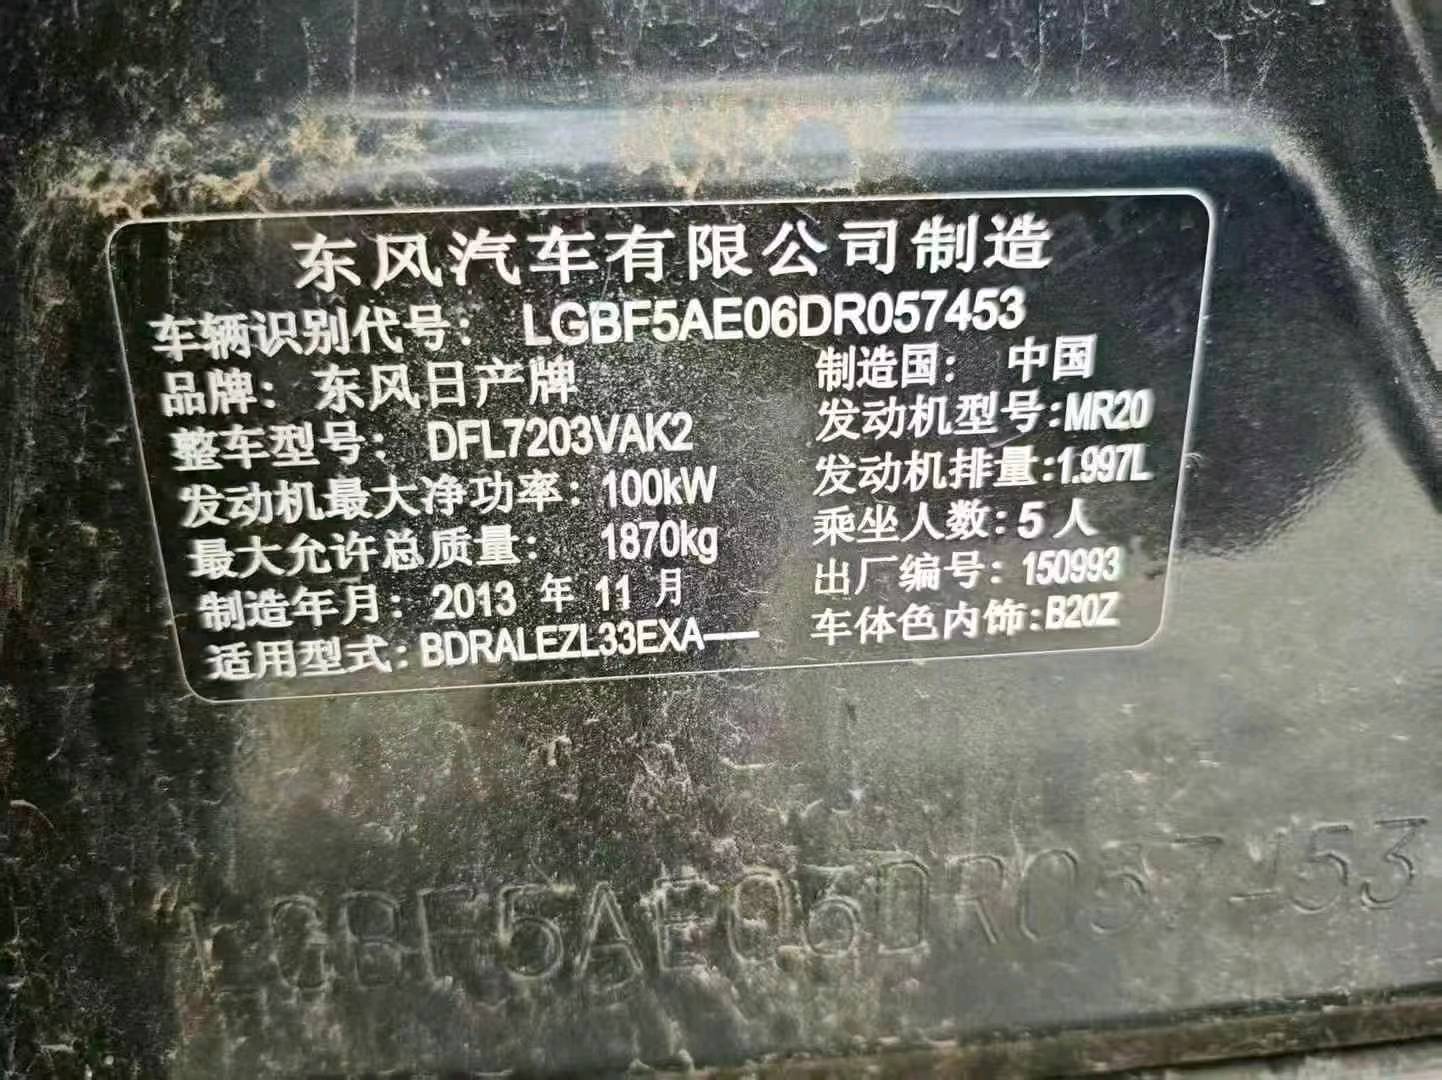 东风汽车有限公司制造
车辆识别代号： LGBF5AE06DR057453
品牌：东风日产牌 制造国： 中国
整车型号： DFL7203VAK2 发动机型号:MR20
发动机最大净功率：100kW 发动机排量:1.997L
最大允许总质量： 1870kg 乘坐人数:5人
制造年月：2013 年 11 月 出厂编号：150993
适用型式：BDRALEZL33EXA— 车体色内饰:B20Z
LGBF5AE06DR057453